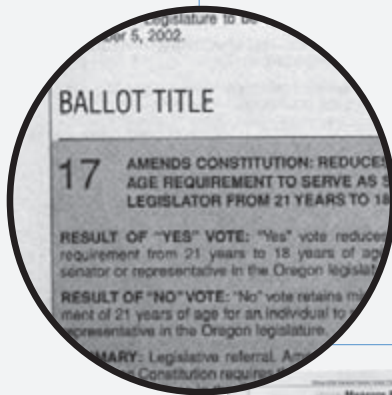 Legislature to be
5, 2002.
BALLOT TITLE
17 AMENDS CONSTITUTION: REDUCES
AGE REQUIREMENT TO SERVE AS
LEGISLATOR FROM 21 YEARS TO 18
RESULT OF "YES" VOTE: "Yes" vote reduces
requirement from 21 years to 18 years of age
senator or representative in the Oregon
RESULT OF "NO" VOTE: "No" vote retains
ment of 21 years of age for an individual to
representative in the Oregon legislature.
Legislative referral.
Constitution requires